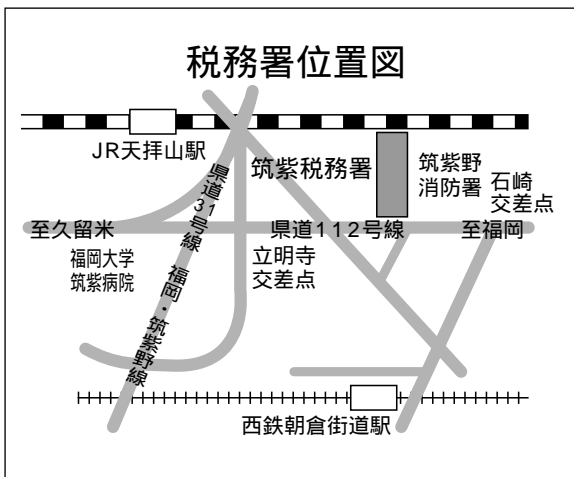 税務署位置図
JR天拝山駅
筑紫税務署
筑紫野
消防署
石崎
交差点
県道31号線 福岡・筑紫野線
至久留米
県道112号線
至福岡
福岡大学
筑紫病院
立明寺
交差点
西鉄朝倉街道駅